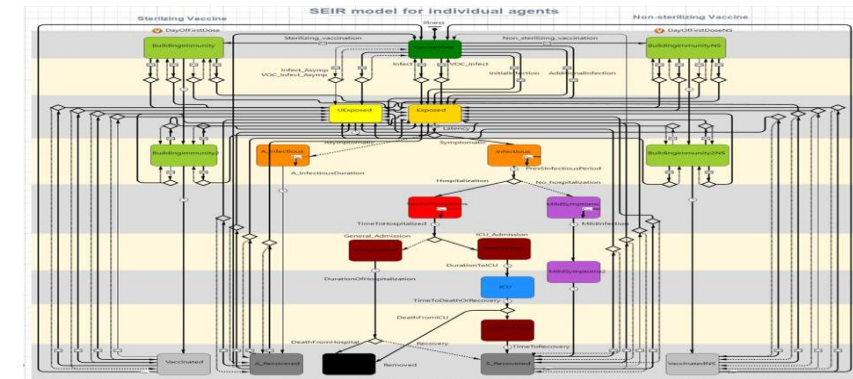 SEIR model for individual agents
Sterilizing Vaccine
Non-sterilizing Vaccine
illness
DayOfFirstDose
DayOfFirstDoseNS
Sterilizing_vaccination
Non_sterilizing_vaccination
BuildingImmunity
BuildingImmunityNS
Infect_Asymp
VOC_Infect_Asymp
Infect
VOC_Infect
InitialInfection
AdditionalInfection
UExposed
Exposed
Latency
Asymptomatic
Symptomatic
BuildingImmunity2
A_Infectious
Infectious
BuildingImmunity2NS
A_InfectiousDuration
PresInfectiousPeriod
Hospitalization
No_hospitalization
MildSymptoms
TimeToHospitalized
MildInfection
General_Admission
ICU_Admission
DurationToICU
MildSymptoms2
DurationOfHospitalization
ICU
TimeToDeathOrRecovery
DeathFromICU
DeathFromHospital
Recovery
TimeToRecovery
Vaccinated
A_Recovered
Removed
S_Recovered
VaccinatedNS